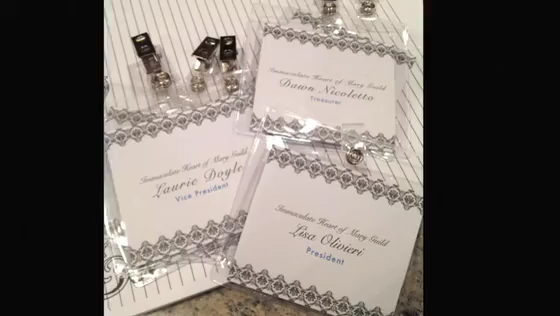 Immaculate Heart of Mary Guild
Dawn Nicoletto
Treasurer
Immaculate Heart of Mary Guild
Laurie Doyle
Vice President
Immaculate Heart of Mary Guild
Lisa Olivieri
President